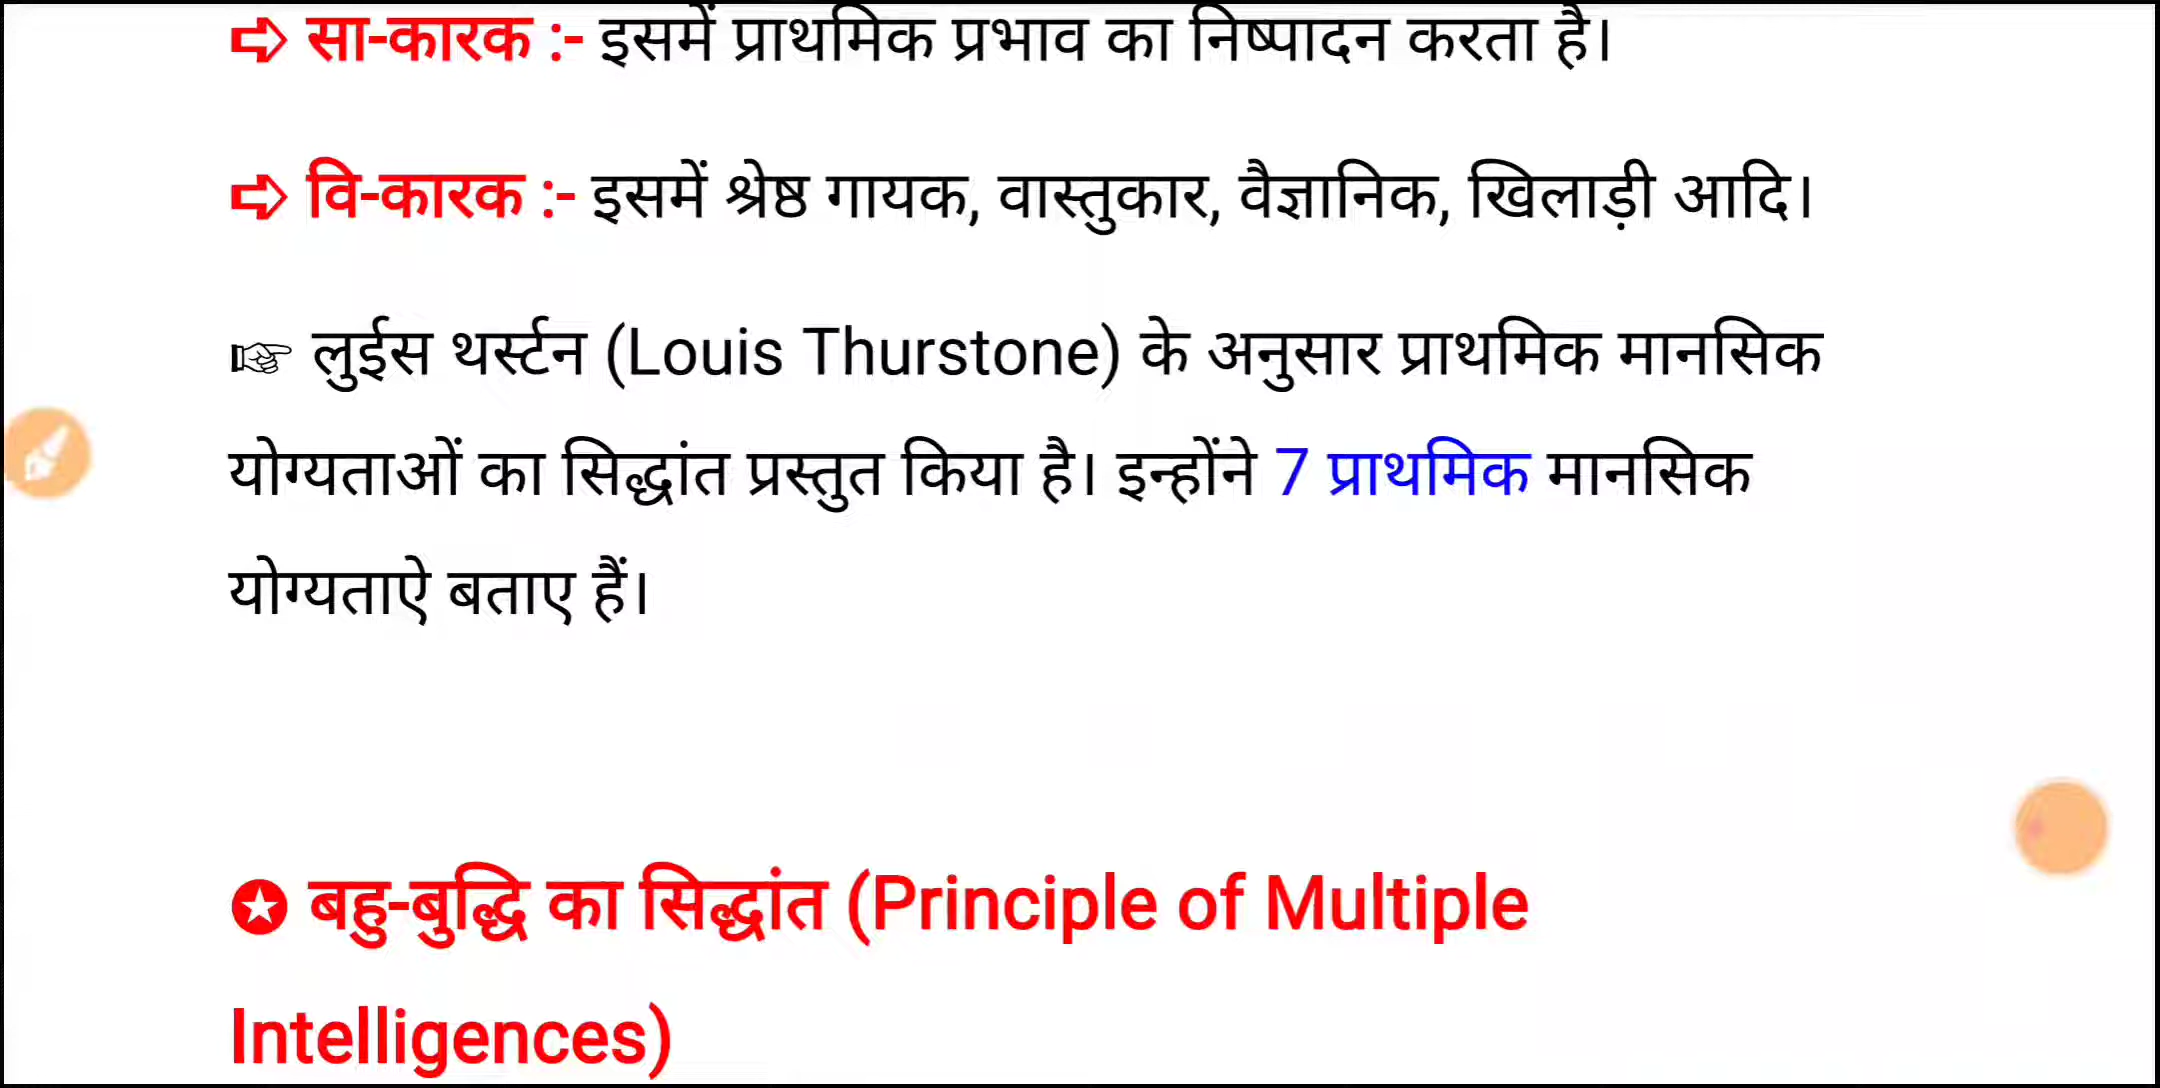 ⇨ सा-कारक :- इसमें प्राथमिक प्रभाव का निष्पादन करता है।
⇨ वि-कारक :- इसमें श्रेष्ठ गायक, वास्तुकार, वैज्ञानिक, खिलाड़ी आदि।
☞ लुईस थर्स्टन (Louis Thurstone) के अनुसार प्राथमिक मानसिक
योग्यताओं का सिद्धांत प्रस्तुत किया है। इन्होंने 7 प्राथमिक मानसिक
योग्यताऐ बताए हैं।
✪ बहु-बुद्धि का सिद्धांत (Principle of Multiple
Intelligences)